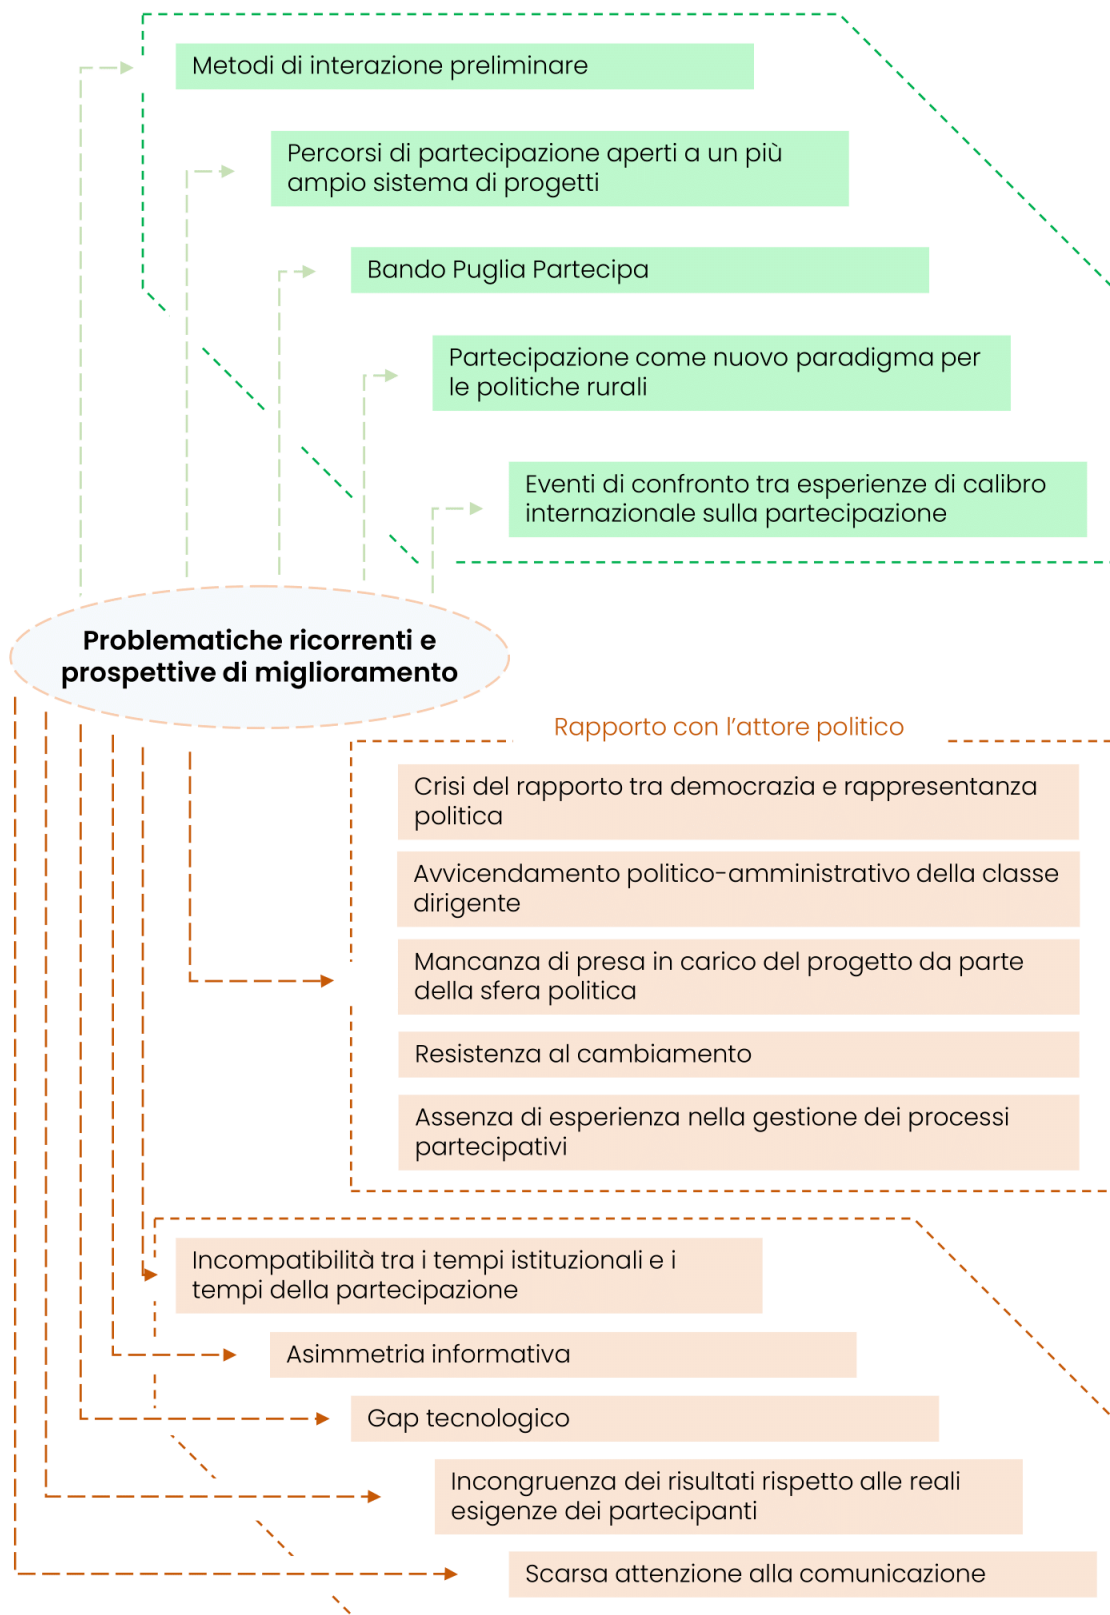 Metodi di interazione preliminare
Percorsi di partecipazione aperti a un più
ampio sistema di progetti
Bando Puglia Partecipa
Partecipazione come nuovo paradigma per
le politiche rurali
Eventi di confronto tra esperienze di calibro
internazionale sulla partecipazione
Problematiche ricorrenti e
prospettive di miglioramento
Rapporto con l’attore politico
Crisi del rapporto tra democrazia e rappresentanza
politica
Avvicendamento politico-amministrativo della classe
dirigente
Mancanza di presa in carico del progetto da parte
della sfera politica
Resistenza al cambiamento
Assenza di esperienza nella gestione dei processi
partecipativi
Incompatibilità tra i tempi istituzionali e i
tempi della partecipazione
Asimmetria informativa
Gap tecnologico
Incongruenza dei risultati rispetto alle reali
esigenze dei partecipanti
Scarsa attenzione alla comunicazione